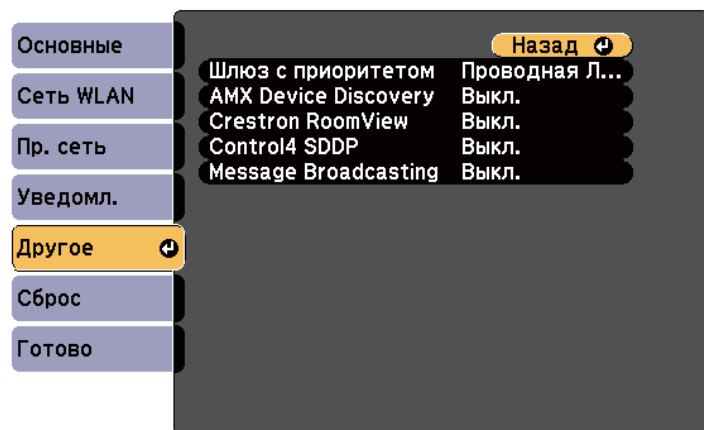 Основные
Сеть WLAN
Пр. сеть
Уведомл.
Другое
Сброс
Готово
Назад
Шлюз с приоритетом Проводная Л...
AMX Device Discovery Выкл.
Crestron RoomView Выкл.
Control4 SDDP Выкл.
Message Broadcasting Выкл.